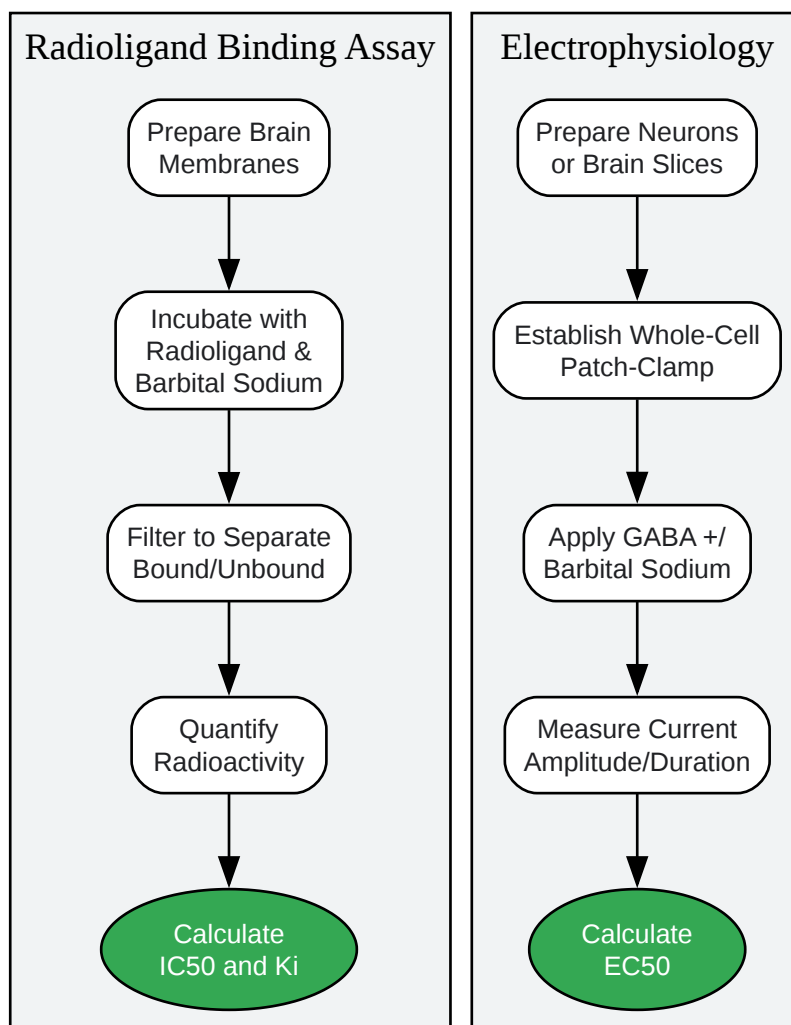 Radioligand Binding Assay
Prepare Brain
Membranes
Incubate with
Radioligand &
Barbital Sodium
Filter to Separate
Bound/Unbound
Quantify
Radioactivity
Calculate
IC50 and Ki
Electrophysiology
Prepare Neurons
or Brain Slices
Establish Whole-Cell
Patch-Clamp
Apply GABA +/
Barbital Sodium
Measure Current
Amplitude/Duration
Calculate
EC50